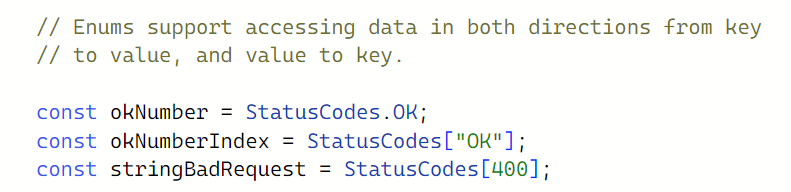 // Enums support accessing data in both directions from key
// to value, and value to key.
const okNumber = StatusCodes.OK;
const okNumberIndex = StatusCodes["OK"];
const stringBadRequest = StatusCodes[400];